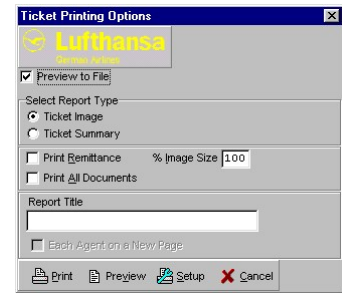 Ticket Printing Options
Lufthansa
German Airlines
Preview to File
Select Report Type
Ticket Image
Ticket Summary
Print Remittance % Image Size 100
Print All Documents
Report Title
Each Agent on a New Page
Print Preview Setup Cancel